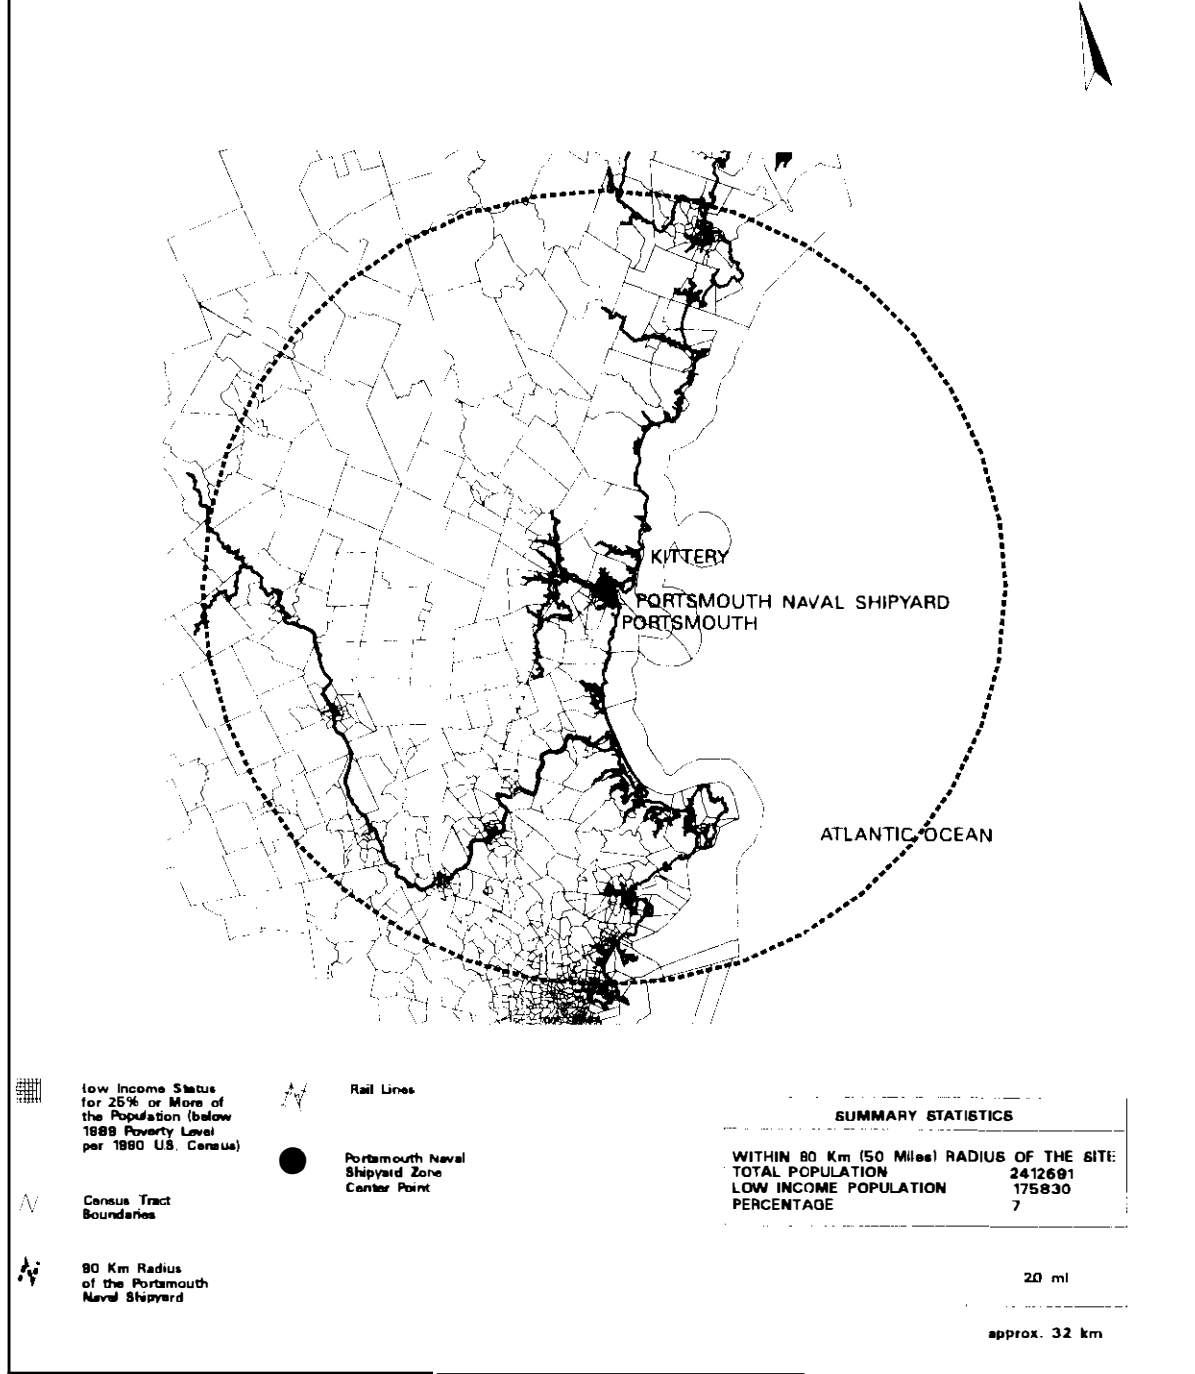 KITTERY
PORTSMOUTH NAVAL SHIPYARD
PORTSMOUTH
ATLANTIC OCEAN
low Income Status
for 25% or More of
the Population (below
1989 Poverty Level
per 1990 U.S. Census)
Rail Lines
Portsmouth Naval
Shipyard Zone
Center Point
Census Tract
Boundaries
80 Km Radius
of the Portsmouth
Naval Shipyard
SUMMARY STATISTICS
WITHIN 80 Km (50 Miles) RADIUS OF THE SITE
TOTAL POPULATION 2412691
LOW INCOME POPULATION 175830
PERCENTAGE 7
20 mi
approx. 32 km